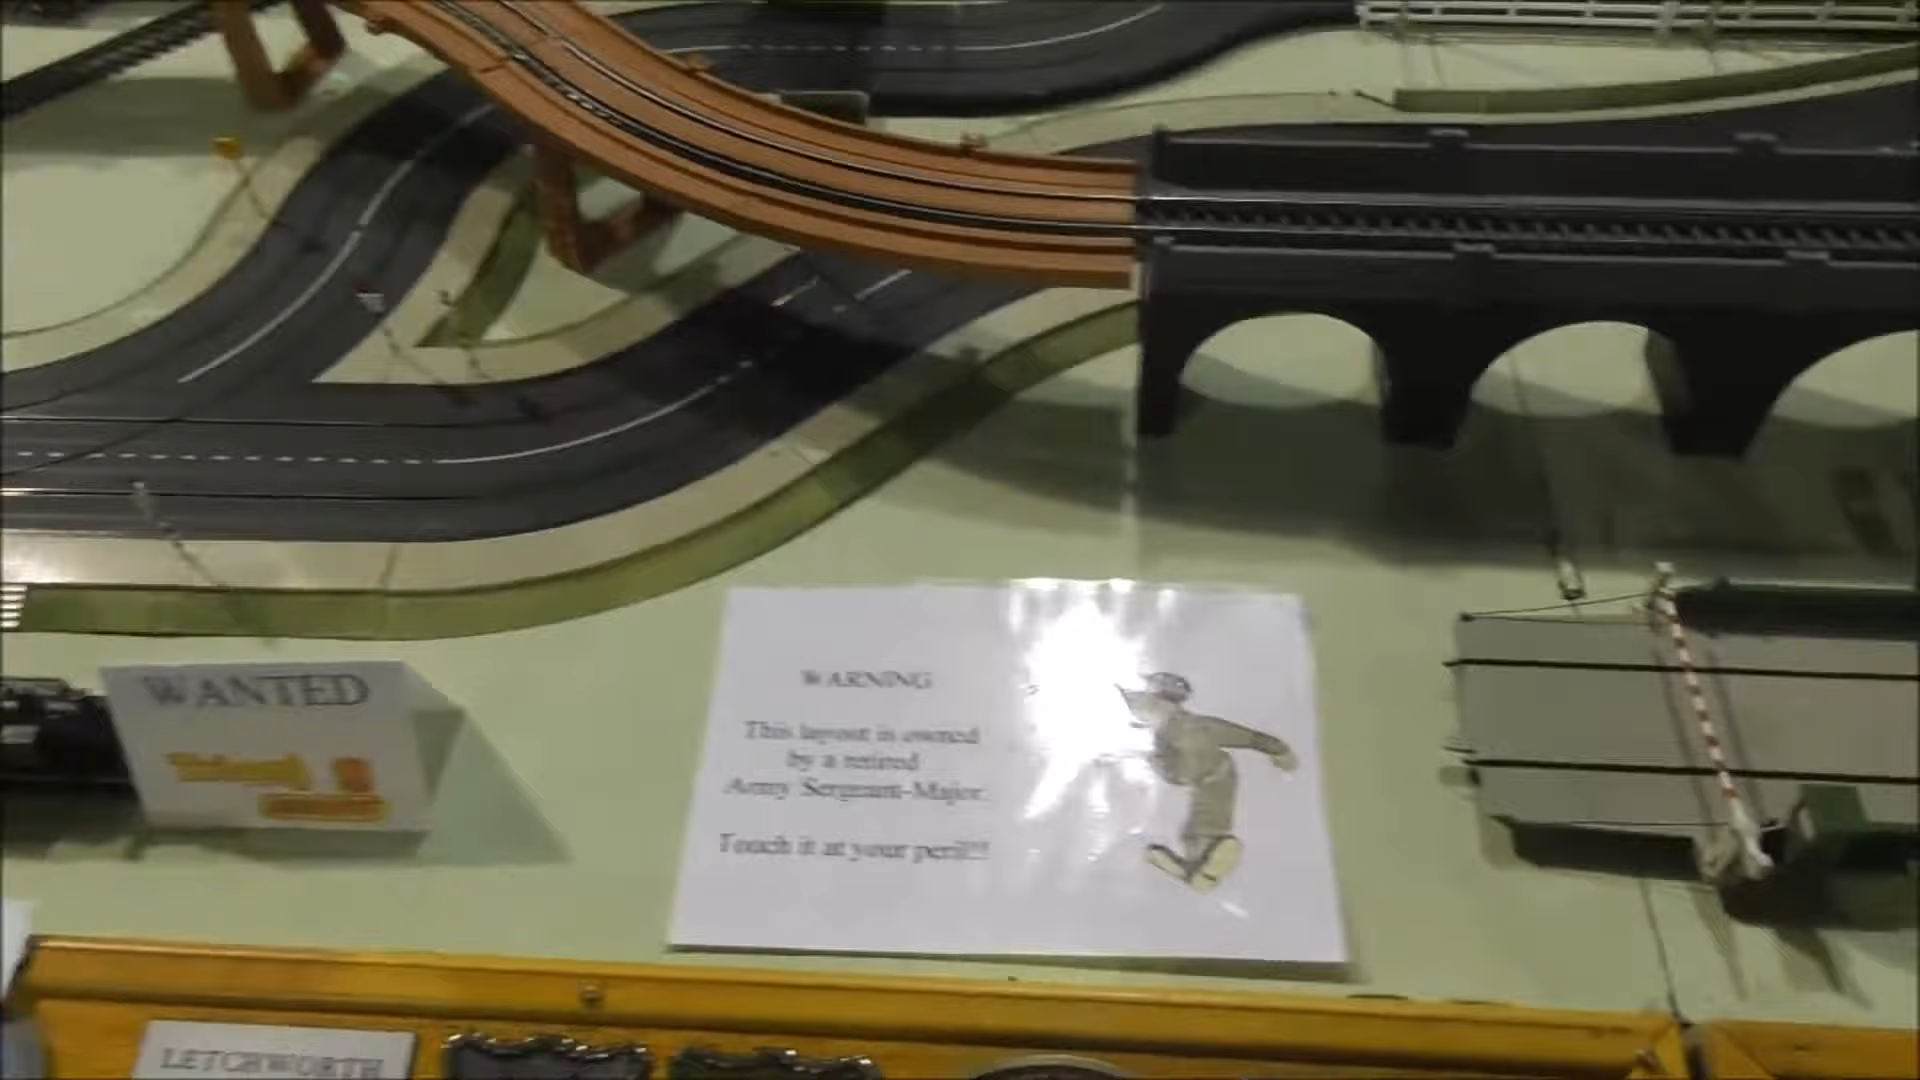 WANTED
WARNING
This layout is owned
by a retired
Army Sergeant-Major.
Touch it at your peril!!!
LETCHWORTH